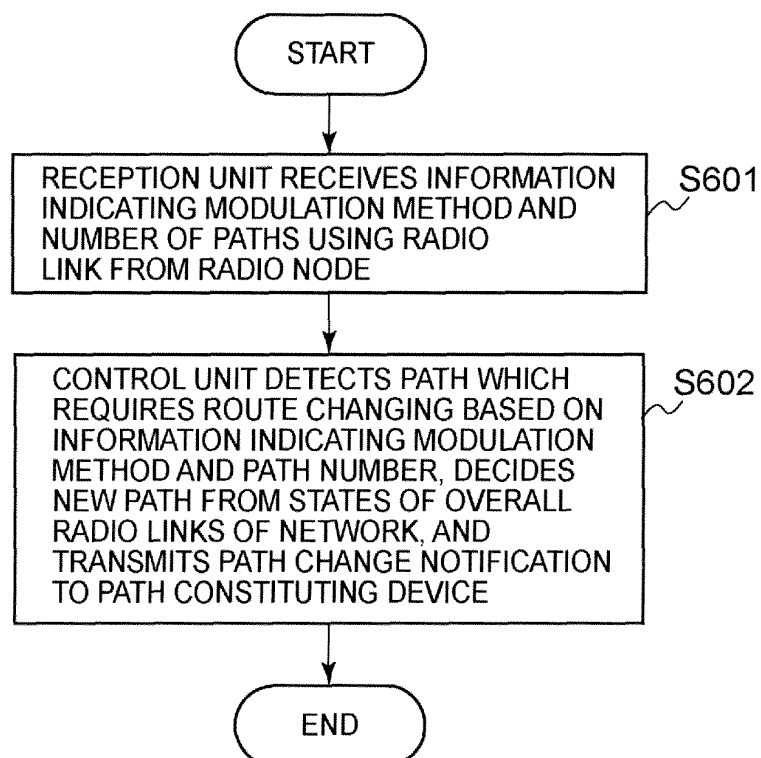 START
RECEPTION UNIT RECEIVES INFORMATION
INDICATING MODULATION METHOD AND
NUMBER OF PATHS USING RADIO
LINK FROM RADIO NODE
S601
CONTROL UNIT DETECTS PATH WHICH
REQUIRES ROUTE CHANGING BASED ON
INFORMATION INDICATING MODULATION
METHOD AND PATH NUMBER, DECIDES
NEW PATH FROM STATES OF OVERALL
RADIO LINKS OF NETWORK, AND
TRANSMITS PATH CHANGE NOTIFICATION
TO PATH CONSTITUTING DEVICE
S602
END